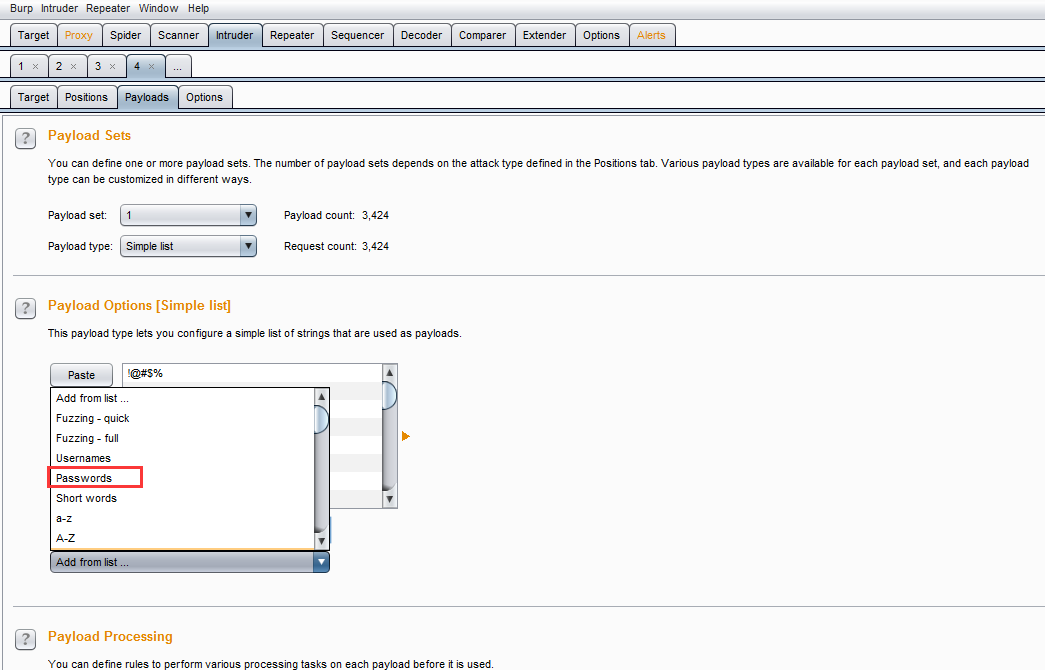 Burp Intruder Repeater Window Help
Target Proxy Spider Scanner Intruder Repeater Sequencer Decoder Comparer Extender Options Alerts
1 × 2 × 3 × 4 × ...
Target Positions Payloads Options
? Payload Sets
You can define one or more payload sets. The number of payload sets depends on the attack type defined in the Positions tab. Various payload types are available for each payload set, and each payload
type can be customized in different ways.
Payload set: 1 Payload count: 3,424
Payload type: Simple list Request count: 3,424
? Payload Options [Simple list]
This payload type lets you configure a simple list of strings that are used as payloads.
Paste !@#$%
Add from list ...
Fuzzing - quick
Fuzzing - full
Usernames
Passwords
Short words
a-z
A-Z
Add from list ...
? Payload Processing
You can define rules to perform various processing tasks on each payload before it is used.